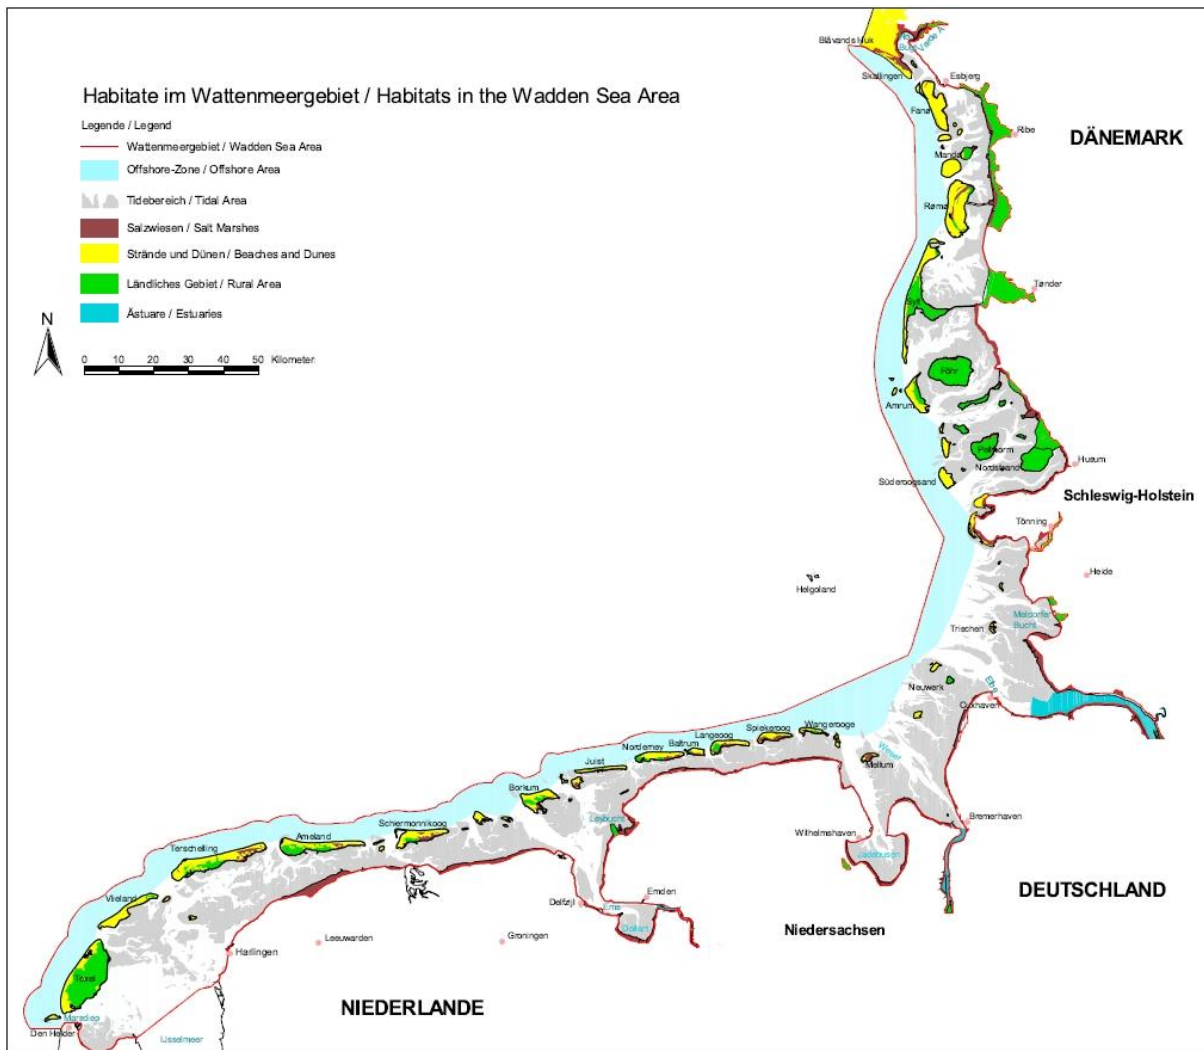 Blåvands Huk
Varde Å
Skallingen
Esbjerg
Habitate im Wattenmeergebiet / Habitats in the Wadden Sea Area
Fanø
Legende / Legend
Ribe
DÄNEMARK
Wattenmeergebiet / Wadden Sea Area
Mandø
Offshore-Zone / Offshore Area
Tidebereich / Tidal Area
Rømø
Salzwiesen / Salt Marshes
Strände und Dünen / Beaches and Dunes
Ländliches Gebiet / Rural Area
Tønder
Sylt
Ästuare / Estuaries
N
0 10 20 30 40 50 Kilometer
Föhr
Amrum
Pellworm
Husum
Nordstrand
Süderoogsand
Schleswig-Holstein
Tönning
Heide
Helgoland
Meldorfer
Bucht
Trischen
Elbe
Neuwerk
Cuxhaven
Wangerooge
Spiekeroog
Langeoog
Baltrum
Norderney
Weser
Mellum
Juist
Borkum
Schiermonnikoog
Leybucht
Bremerhaven
Ameland
Wilhelmshaven
Terschelling
Jadebusen
DEUTSCHLAND
Emden
Vlieland
Delfzijl
Ems
Dollart
Niedersachsen
Leeuwarden
Groningen
Harlingen
Texel
NIEDERLANDE
Marsdiep
Den Helder
IJsselmeer